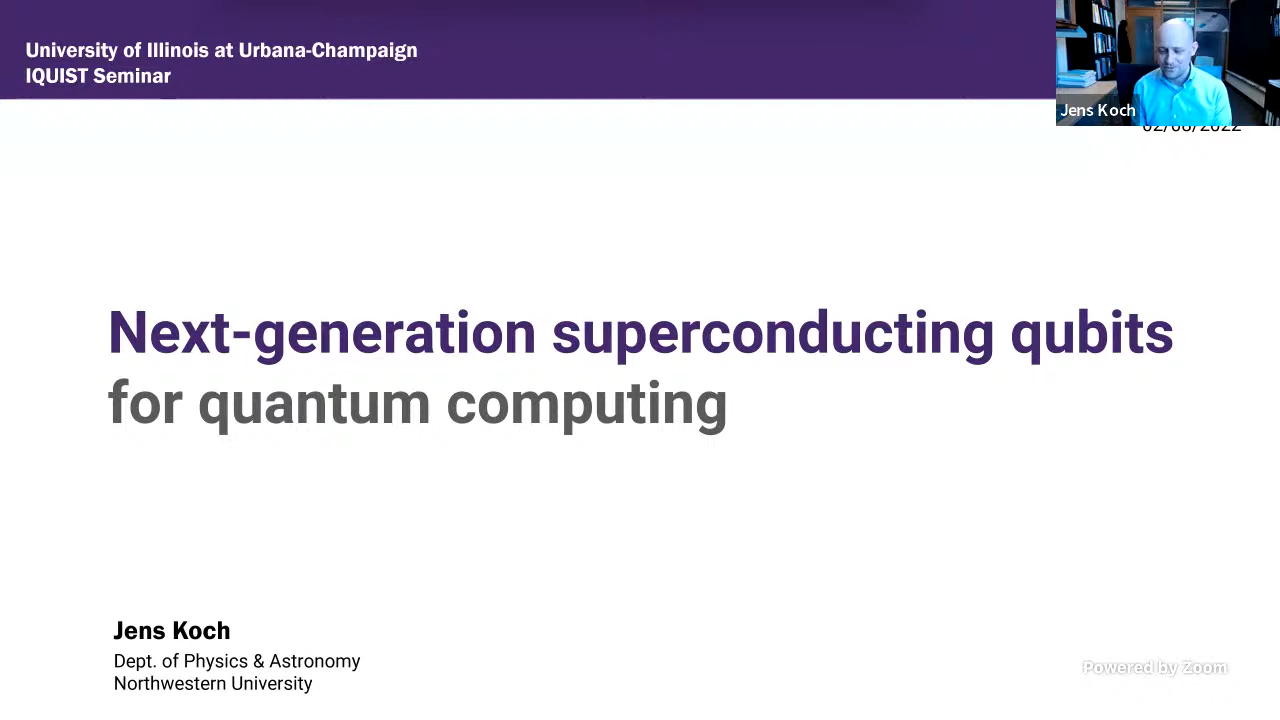 University of Illinois at Urbana-Champaign
IQUIST Seminar
Jens Koch
Next-generation superconducting qubits
for quantum computing
Jens Koch
Dept. of Physics & Astronomy
Northwestern University
Powered by Zoom